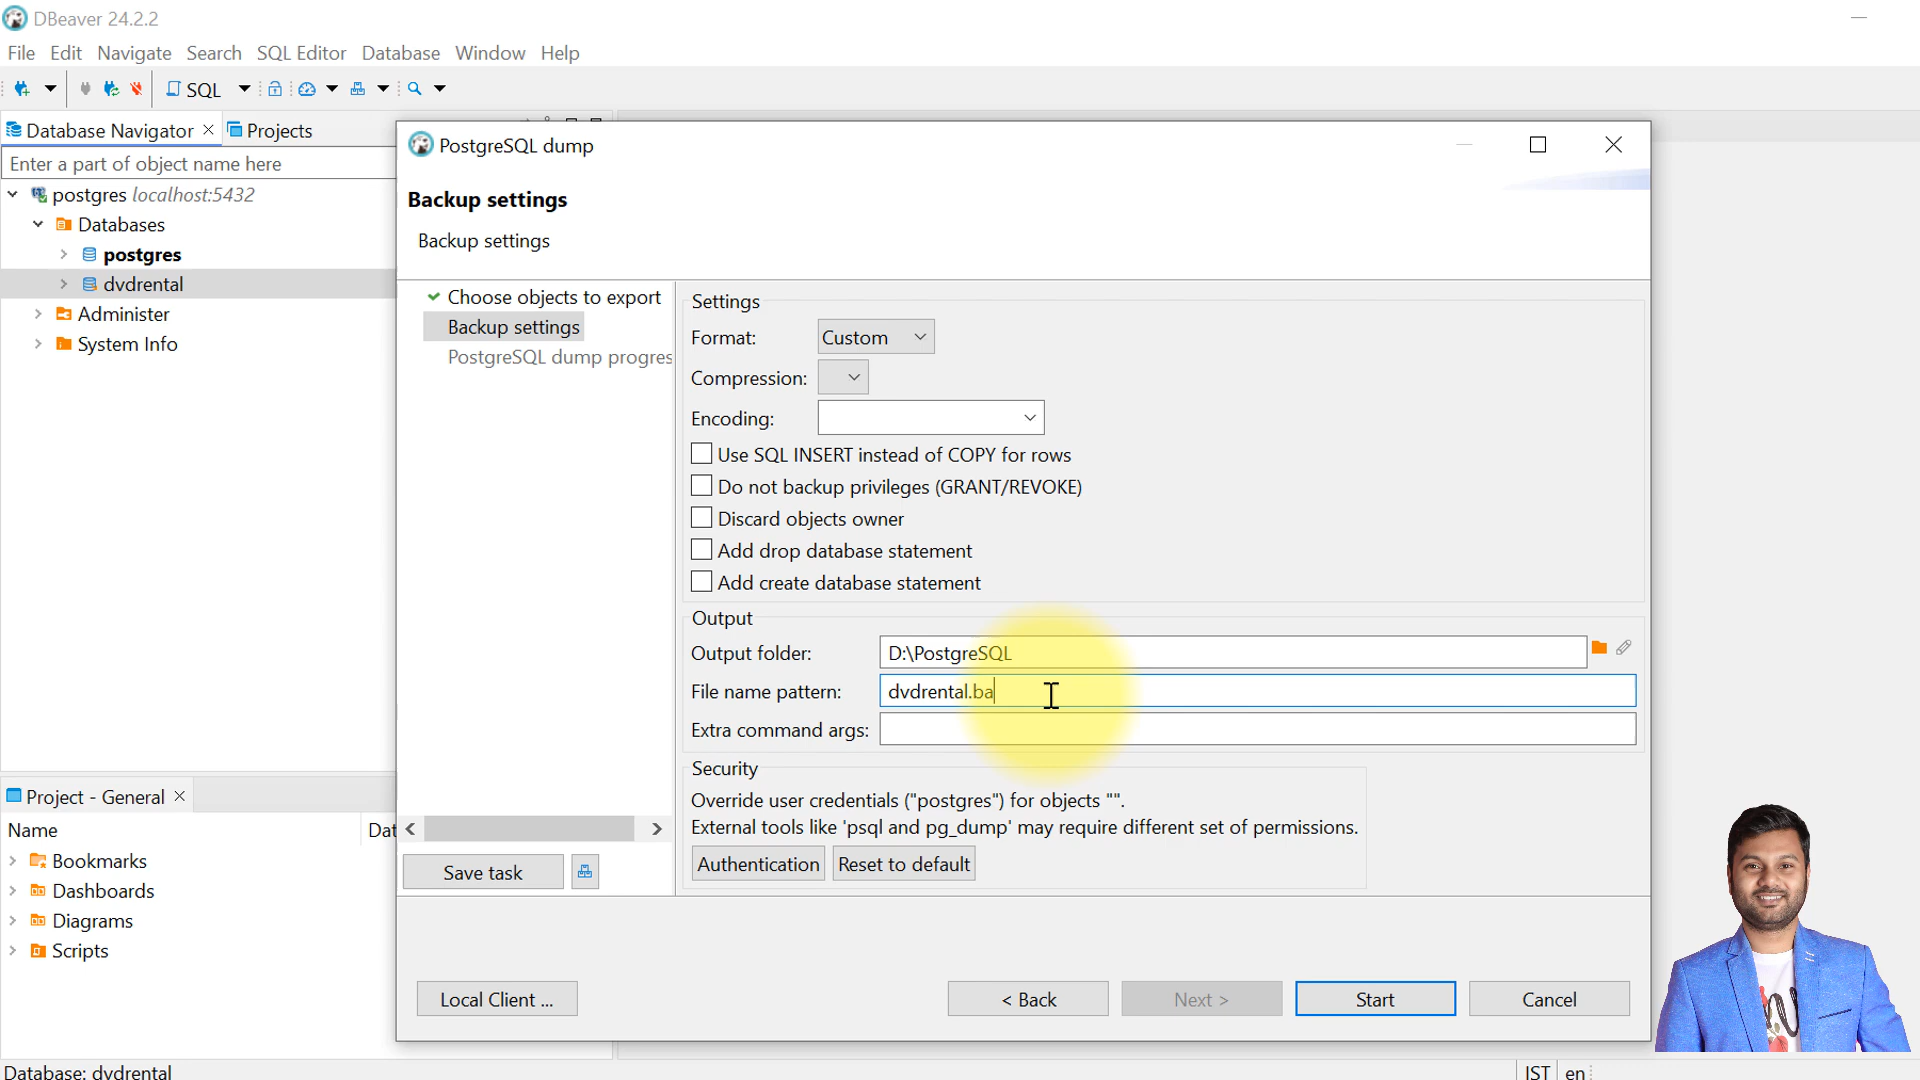 DBeaver 24.2.2
File Edit Navigate Search SQL Editor Database Window Help
SQL
Database Navigator Projects
Enter a part of object name here
postgres localhost:5432
Databases
postgres
dvdrental
Administer
System Info
Project - General
Name Dat
Bookmarks
Dashboards
Diagrams
Scripts
PostgreSQL dump
Backup settings
Backup settings
Choose objects to export
Backup settings
PostgreSQL dump progres
Save task
Settings
Format: Custom
Compression:
Encoding:
Use SQL INSERT instead of COPY for rows
Do not backup privileges (GRANT/REVOKE)
Discard objects owner
Add drop database statement
Add create database statement
Output
Output folder: D:\PostgreSQL
File name pattern: dvdrental.ba
Extra command args:
Security
Override user credentials ("postgres") for objects "".
External tools like 'psql and pg_dump' may require different set of permissions.
Authentication Reset to default
Local Client ... < Back Next > Start Cancel
Database: dvdrental IST en